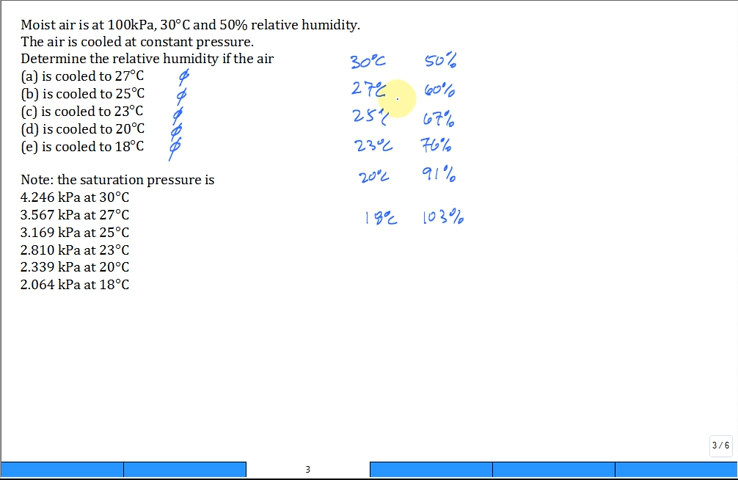 Moist air is at 100kPa, 30°C and 50% relative humidity.
The air is cooled at constant pressure.
Determine the relative humidity if the air
(a) is cooled to 27°C ϕ
(b) is cooled to 25°C ϕ
(c) is cooled to 23°C ϕ
(d) is cooled to 20°C ϕ
(e) is cooled to 18°C ϕ
Note: the saturation pressure is
4.246 kPa at 30°C
3.567 kPa at 27°C
3.169 kPa at 25°C
2.810 kPa at 23°C
2.339 kPa at 20°C
2.064 kPa at 18°C
30°C 50%
27°C 60%
25°C 67%
23°C 76%
20°C 91%
18°C 103%
3/6
3